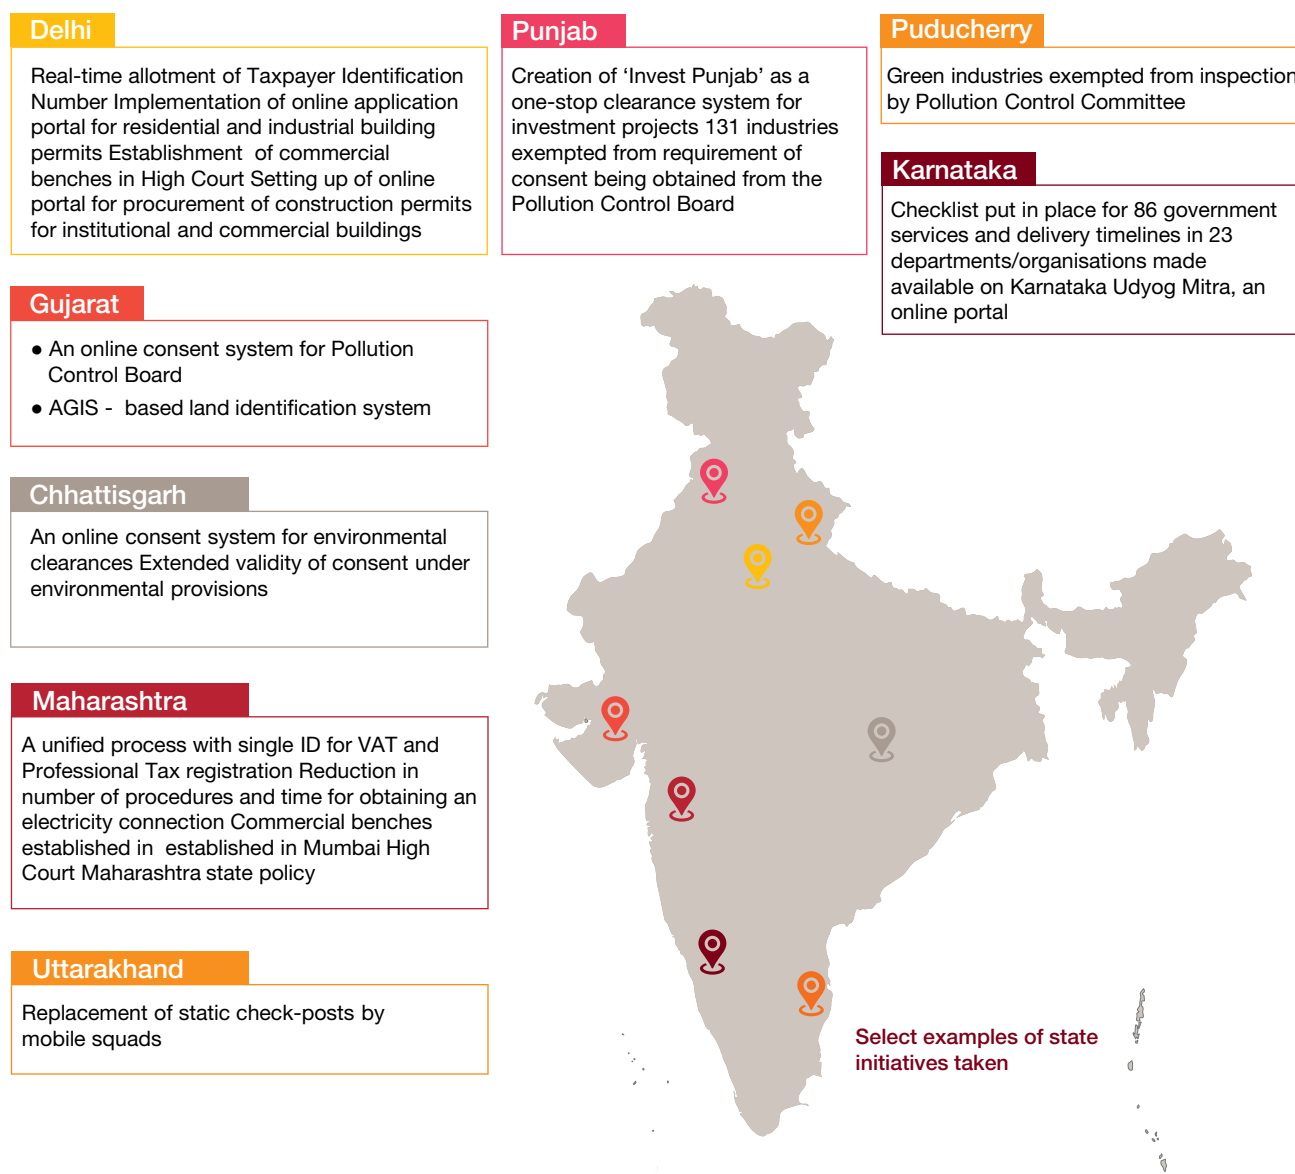 Delhi
Real-time allotment of Taxpayer Identification
Number Implementation of online application
portal for residential and industrial building
permits Establishment of commercial
benches in High Court Setting up of online
portal for procurement of construction permits
for institutional and commercial buildings
Punjab
Creation of ‘Invest Punjab’ as a
one-stop clearance system for
investment projects 131 industries
exempted from requirement of
consent being obtained from the
Pollution Control Board
Puducherry
Green industries exempted from inspection
by Pollution Control Committee
Karnataka
Checklist put in place for 86 government
services and delivery timelines in 23
departments/organisations made
available on Karnataka Udyog Mitra, an
online portal
Gujarat
● An online consent system for Pollution
Control Board
● AGIS - based land identification system
Chhattisgarh
An online consent system for environmental
clearances Extended validity of consent under
environmental provisions
Maharashtra
A unified process with single ID for VAT and
Professional Tax registration Reduction in
number of procedures and time for obtaining an
electricity connection Commercial benches
established in established in Mumbai High
Court Maharashtra state policy
Uttarakhand
Replacement of static check-posts by
mobile squads
Select examples of state
initiatives taken